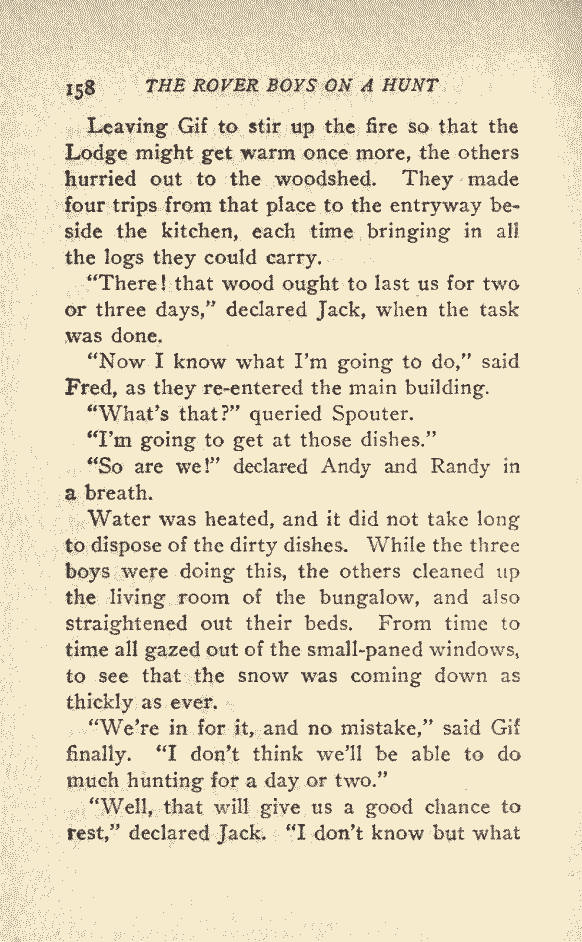 158 THE ROVER BOYS ON A HUNT
Leaving Gif to stir up the fire so that the
Lodge might get warm once more, the others
hurried out to the woodshed. They made
four trips from that place to the entryway be-
side the kitchen, each time bringing in all
the logs they could carry.
“There! that wood ought to last us for two
or three days,” declared Jack, when the task
was done.
“Now I know what I’m going to do,” said
Fred, as they re-entered the main building.
“What’s that?” queried Spouter.
“I’m going to get at those dishes.”
“So are we!” declared Andy and Randy in
a breath.
Water was heated, and it did not take long
to dispose of the dirty dishes. While the three
boys were doing this, the others cleaned up
the living room of the bungalow, and also
straightened out their beds. From time to
time all gazed out of the small-paned windows,
to see that the snow was coming down as
thickly as ever.
“We’re in for it, and no mistake,” said Gif
finally. “I don’t think we’ll be able to do
much hunting for a day or two.”
“Well, that will give us a good chance to
rest,” declared Jack. “I don’t know but what